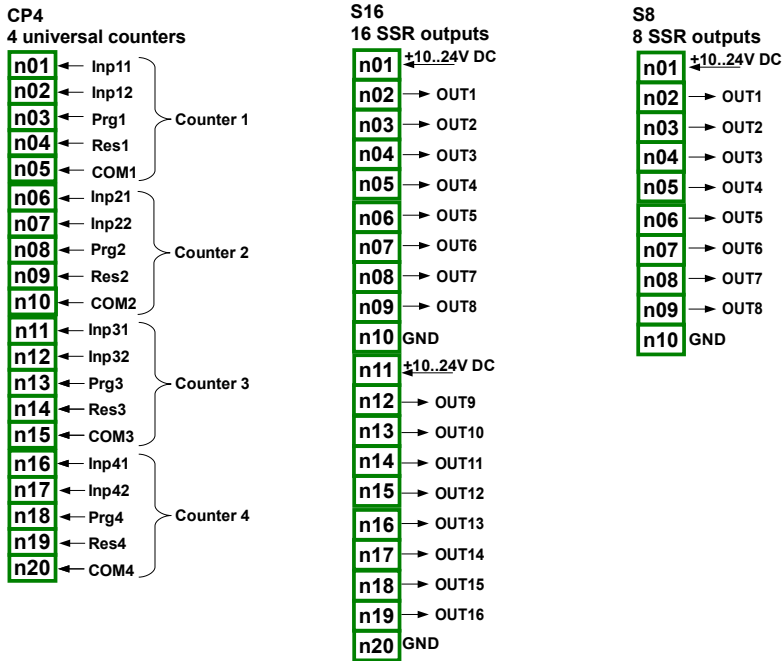 CP4
4 universal counters
n01 Inp11
n02 Inp12
n03 Prg1
n04 Res1
n05 COM1
Counter 1
n06 Inp21
n07 Inp22
n08 Prg2
n09 Res2
n10 COM2
Counter 2
n11 Inp31
n12 Inp32
n13 Prg3
n14 Res3
n15 COM3
Counter 3
n16 Inp41
n17 Inp42
n18 Prg4
n19 Res4
n20 COM4
Counter 4
S16
16 SSR outputs
n01 +10..24V DC
n02 OUT1
n03 OUT2
n04 OUT3
n05 OUT4
n06 OUT5
n07 OUT6
n08 OUT7
n09 OUT8
n10 GND
n11 +10..24V DC
n12 OUT9
n13 OUT10
n14 OUT11
n15 OUT12
n16 OUT13
n17 OUT14
n18 OUT15
n19 OUT16
n20 GND
S8
8 SSR outputs
n01 +10..24V DC
n02 OUT1
n03 OUT2
n04 OUT3
n05 OUT4
n06 OUT5
n07 OUT6
n08 OUT7
n09 OUT8
n10 GND